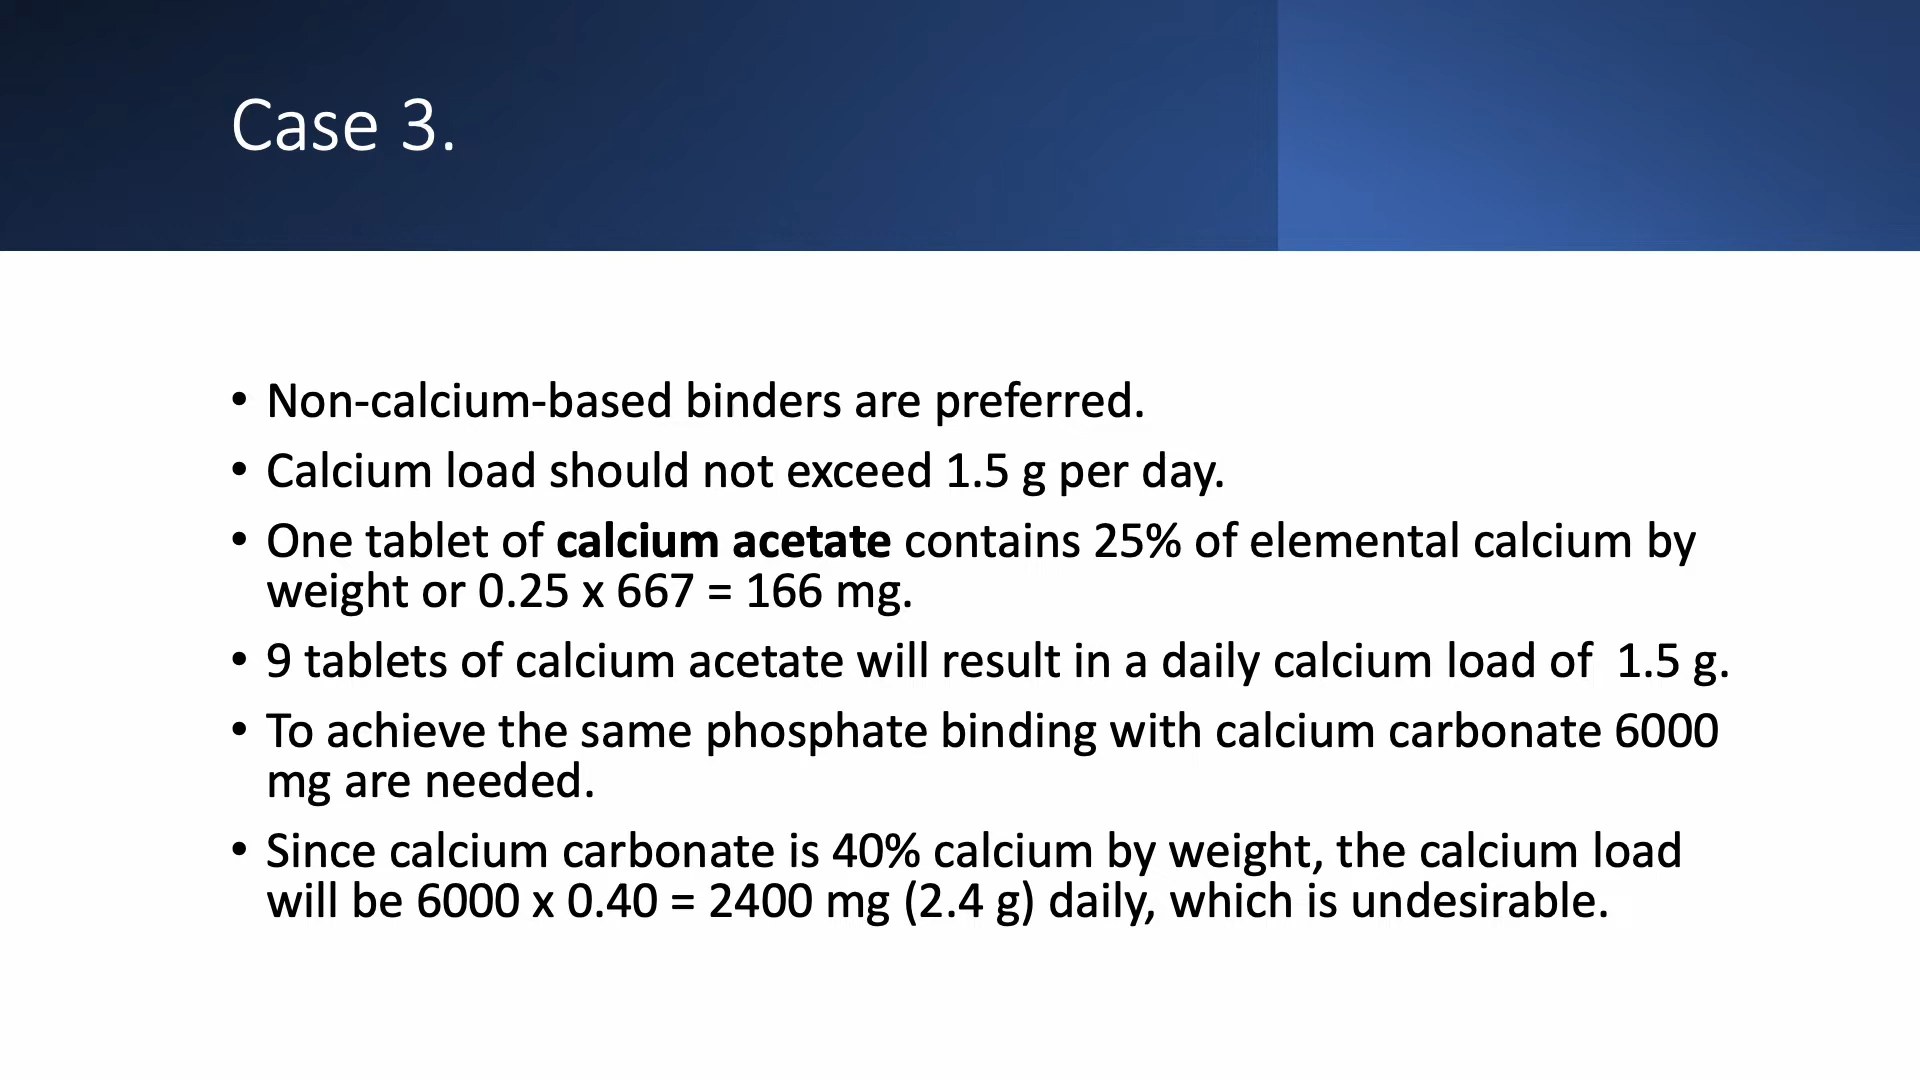 Case 3.
• Non-calcium-based binders are preferred.
• Calcium load should not exceed 1.5 g per day.
• One tablet of calcium acetate contains 25% of elemental calcium by
weight or 0.25 x 667 = 166 mg.
• 9 tablets of calcium acetate will result in a daily calcium load of  1.5 g.
• To achieve the same phosphate binding with calcium carbonate 6000
mg are needed.
• Since calcium carbonate is 40% calcium by weight, the calcium load
will be 6000 x 0.40 = 2400 mg (2.4 g) daily, which is undesirable.